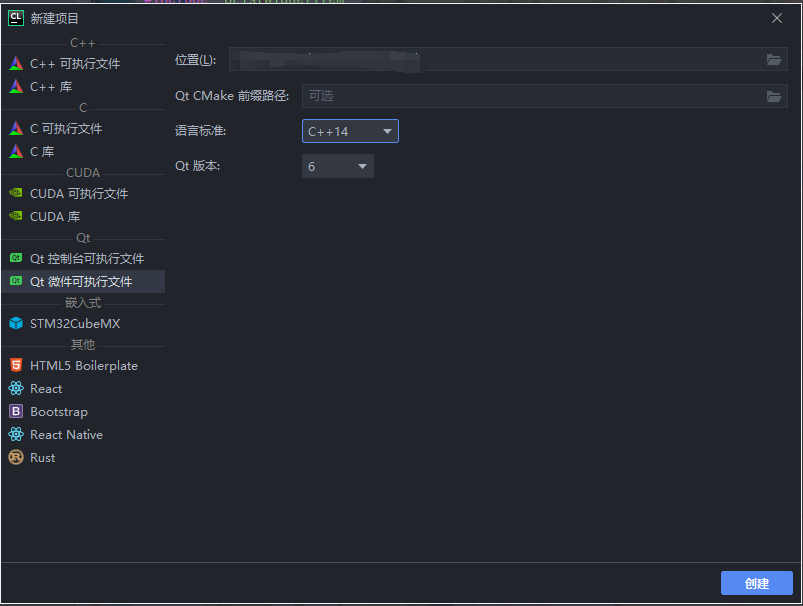 CL 新建项目
C++
C++ 可执行文件
C++ 库
C
C 可执行文件
C 库
CUDA
CUDA 可执行文件
CUDA 库
Qt
Qt 控制台可执行文件
Qt 微件可执行文件
嵌入式
STM32CubeMX
其他
HTML5 Boilerplate
React
Bootstrap
React Native
Rust
位置(L):
Qt CMake 前缀路径: 可选
语言标准: C++14
Qt 版本: 6
创建